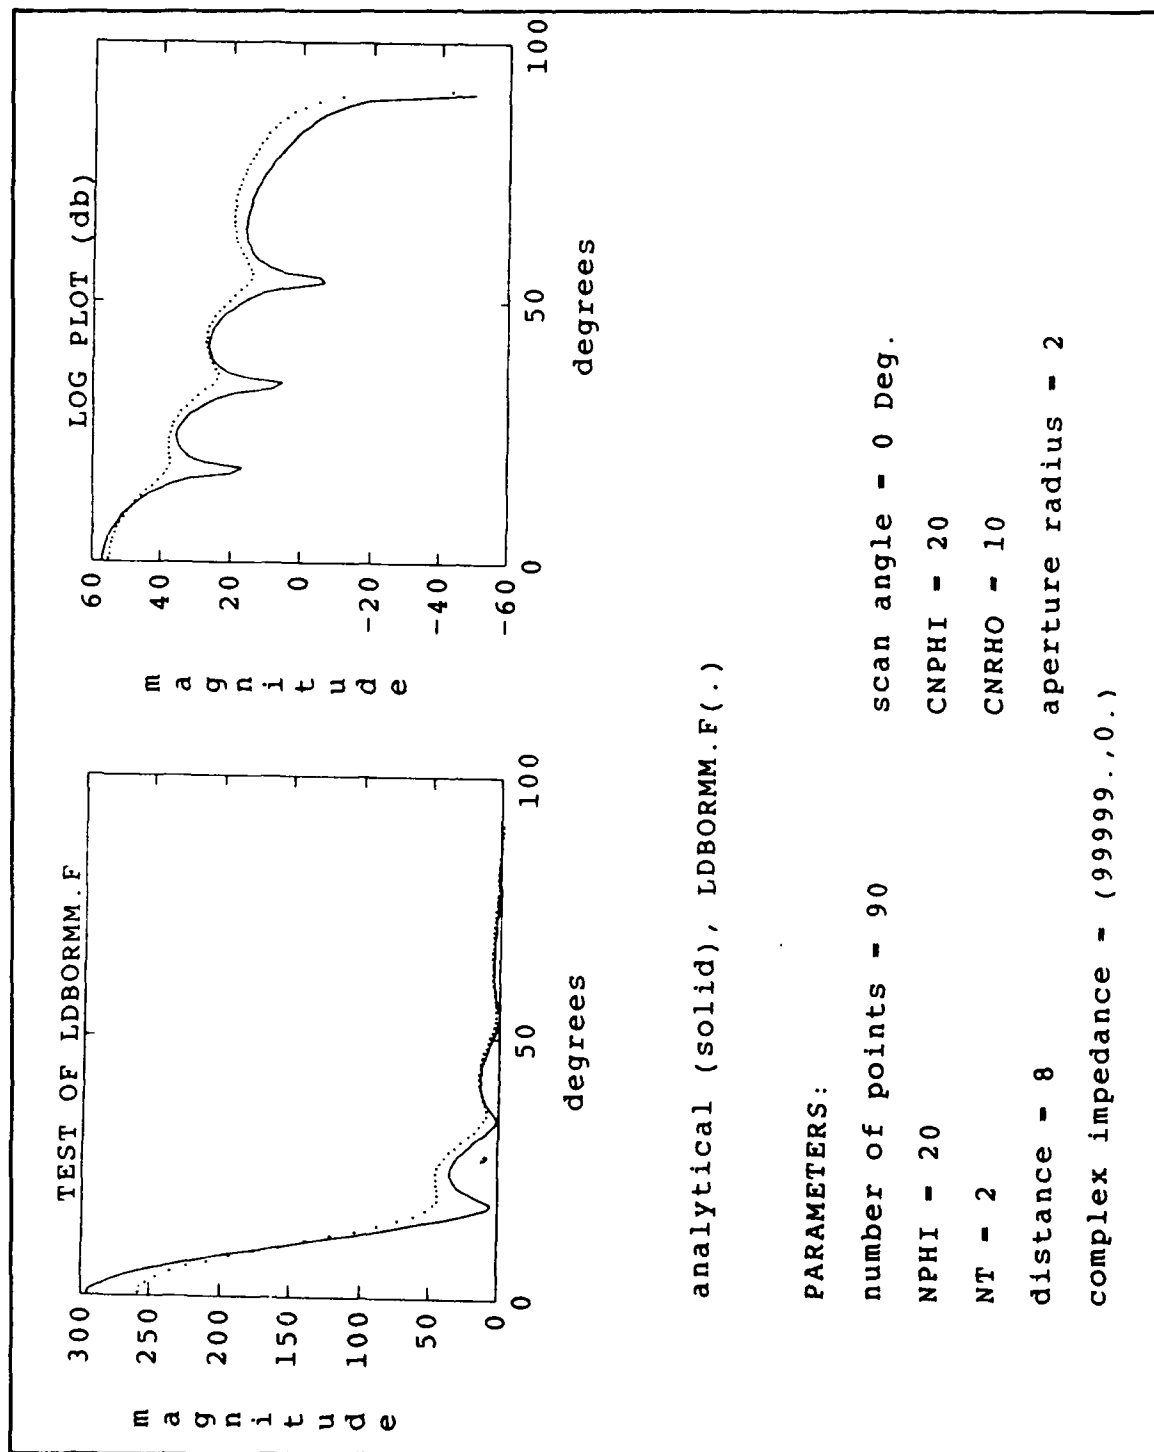 TEST OF LDBORMM.F
300
250
200
150
100
50
0
magnitude
0
50
100
degrees
LOG PLOT (db)
60
40
20
0
-20
-40
-60
magnitude
0
50
100
degrees
analytical (solid), LDBORMM.F(.)
PARAMETERS:
number of points = 90
scan angle = 0 Deg.
NPHI = 20
CNPHI = 20
NT = 2
CNRHO = 10
distance = 8
aperture radius = 2
complex impedance = (99999.,0.)